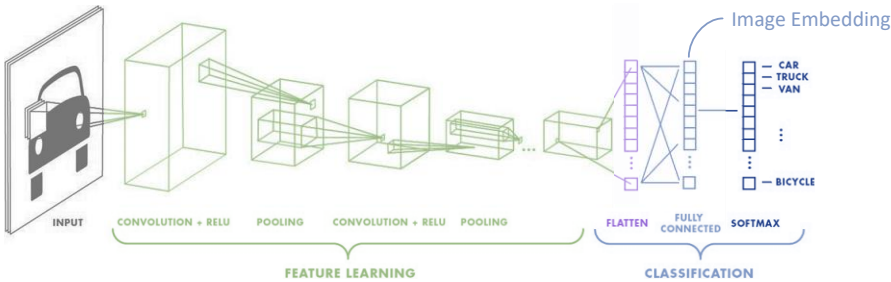 Image Embedding
CAR
TRUCK
VAN
BICYCLE
INPUT
CONVOLUTION + RELU
POOLING
CONVOLUTION + RELU
POOLING
FLATTEN
FULLY
CONNECTED
SOFTMAX
FEATURE LEARNING
CLASSIFICATION